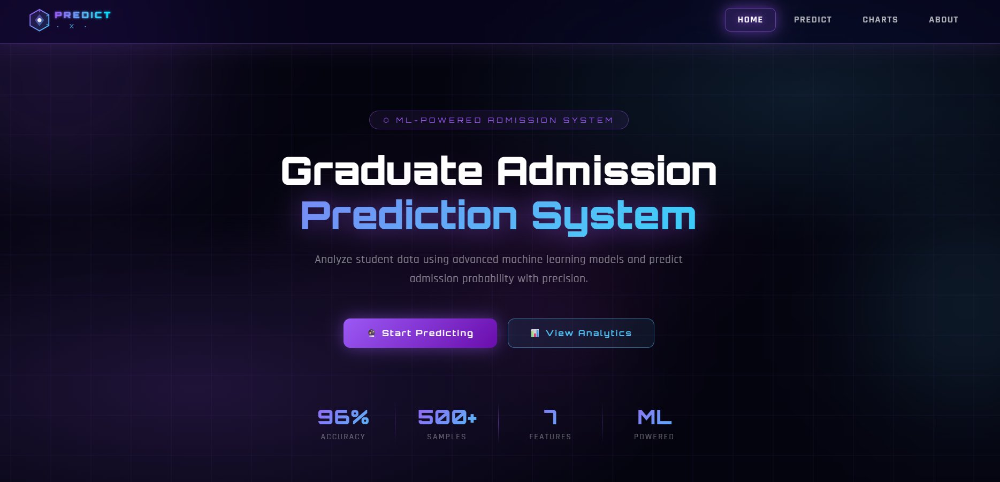 PREDICT
· X ·
HOME
PREDICT
CHARTS
ABOUT
ML-POWERED ADMISSION SYSTEM
Graduate Admission
Prediction System
Analyze student data using advanced machine learning models and predict
admission probability with precision.
Start Predicting
View Analytics
96%
ACCURACY
500+
SAMPLES
7
FEATURES
ML
POWERED